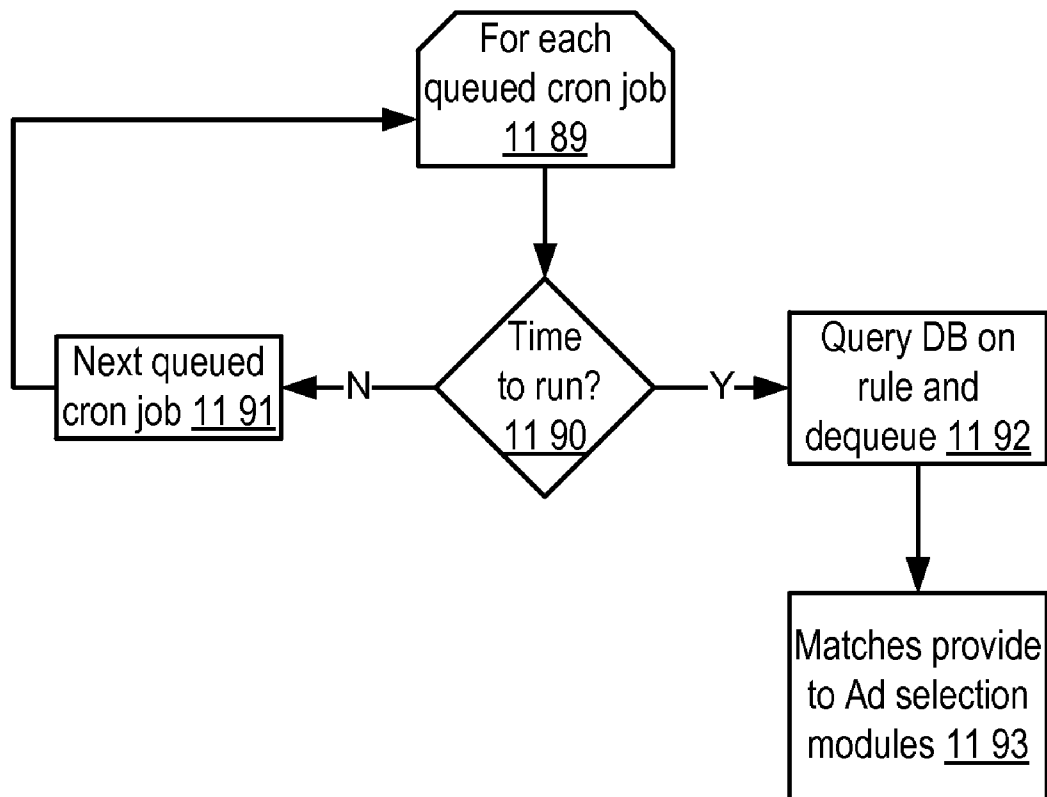 For each
queued cron job
11 89
Time
to run?
11 90
N
Y
Next queued
cron job 11 91
Query DB on
rule and
dequeue 11 92
Matches provide
to Ad selection
modules 11 93